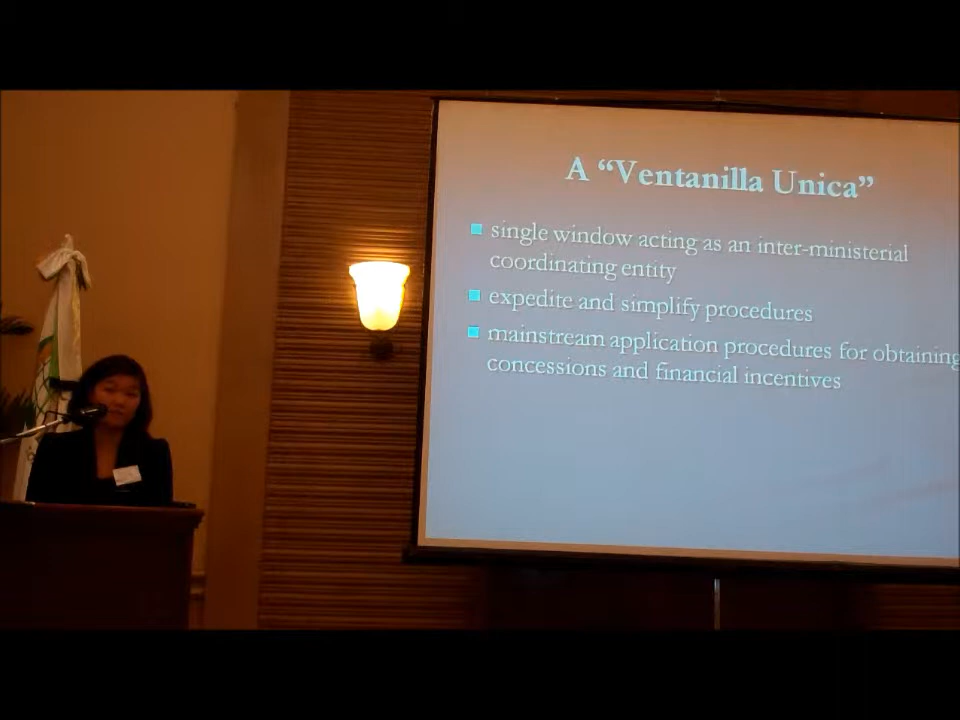 A “Ventanilla Unica”
single window acting as an inter-ministerial
coordinating entity
expedite and simplify procedures
mainstream application procedures for obtaining
concessions and financial incentives